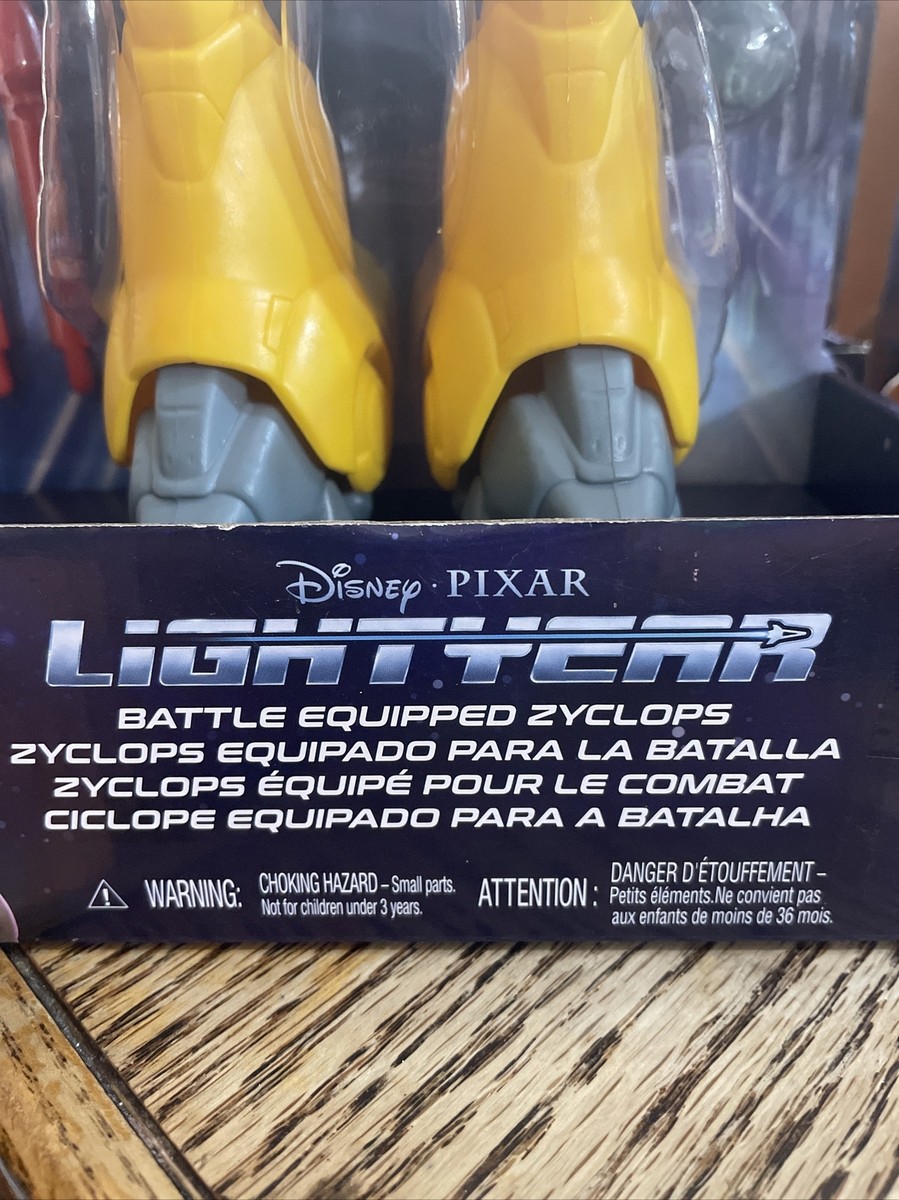 Disney · PIXAR
LiGHTYEAR
BATTLE EQUIPPED ZYCLOPS
ZYCLOPS EQUIPADO PARA LA BATALLA
ZYCLOPS ÉQUIPÉ POUR LE COMBAT
CICLOPE EQUIPADO PARA A BATALHA
WARNING: CHOKING HAZARD – Small parts.
Not for children under 3 years.
ATTENTION : DANGER D'ÉTOUFFEMENT –
Petits éléments.Ne convient pas
aux enfants de moins de 36 mois.